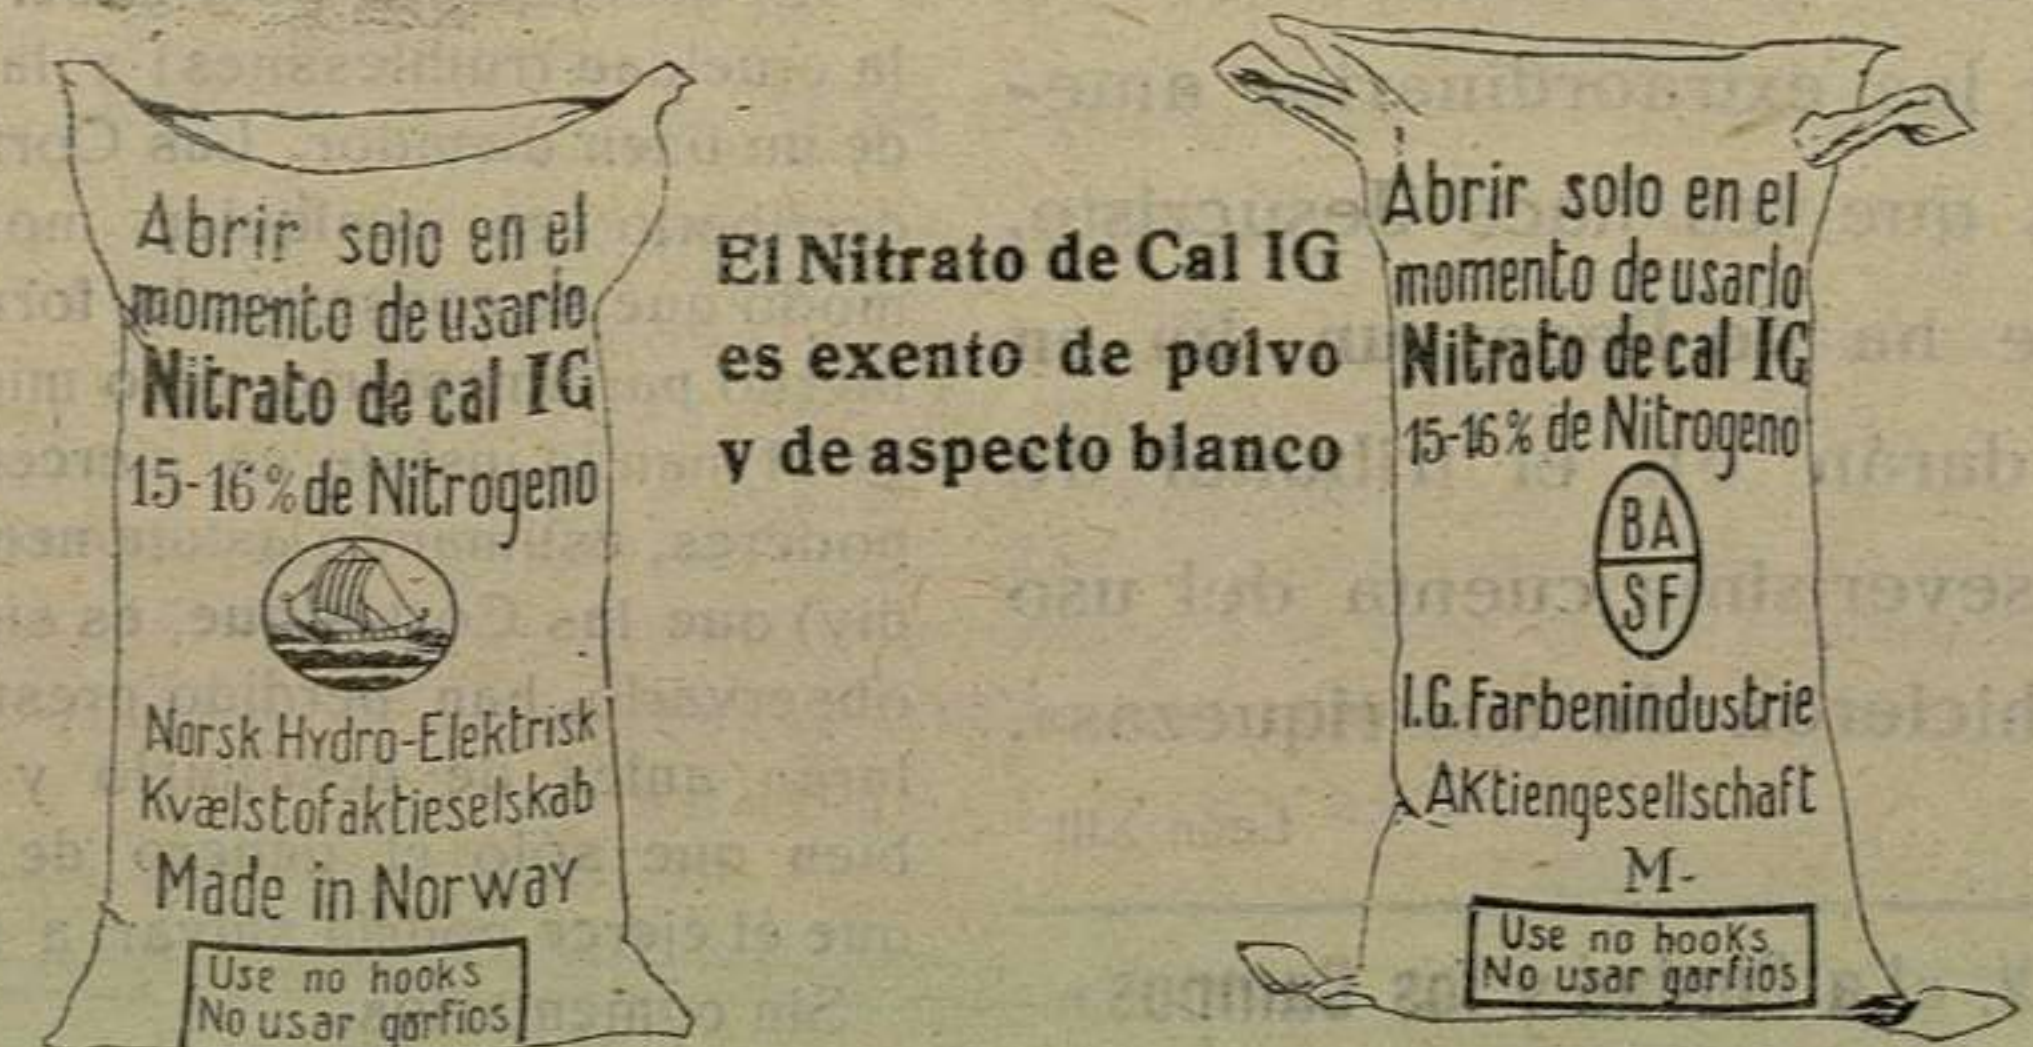 Abrir solo en el
momento de usarlo
Nitrato de cal IG
15-16% de Nitrogeno
Norsk Hydro-Elektrisk
Kvælstofaktieselskab
Made in Norway
Use no hooks
No usar garfios
El Nitrato de Cal IG
es exento de polvo
y de aspecto blanco
Abrir solo en el
momento de usarlo
Nitrato de cal IG
15-16% de Nitrogeno
BA
SF
I.G. Farbenindustrie
Aktiengesellschaft
M-
Use no hooks
No usar garfios